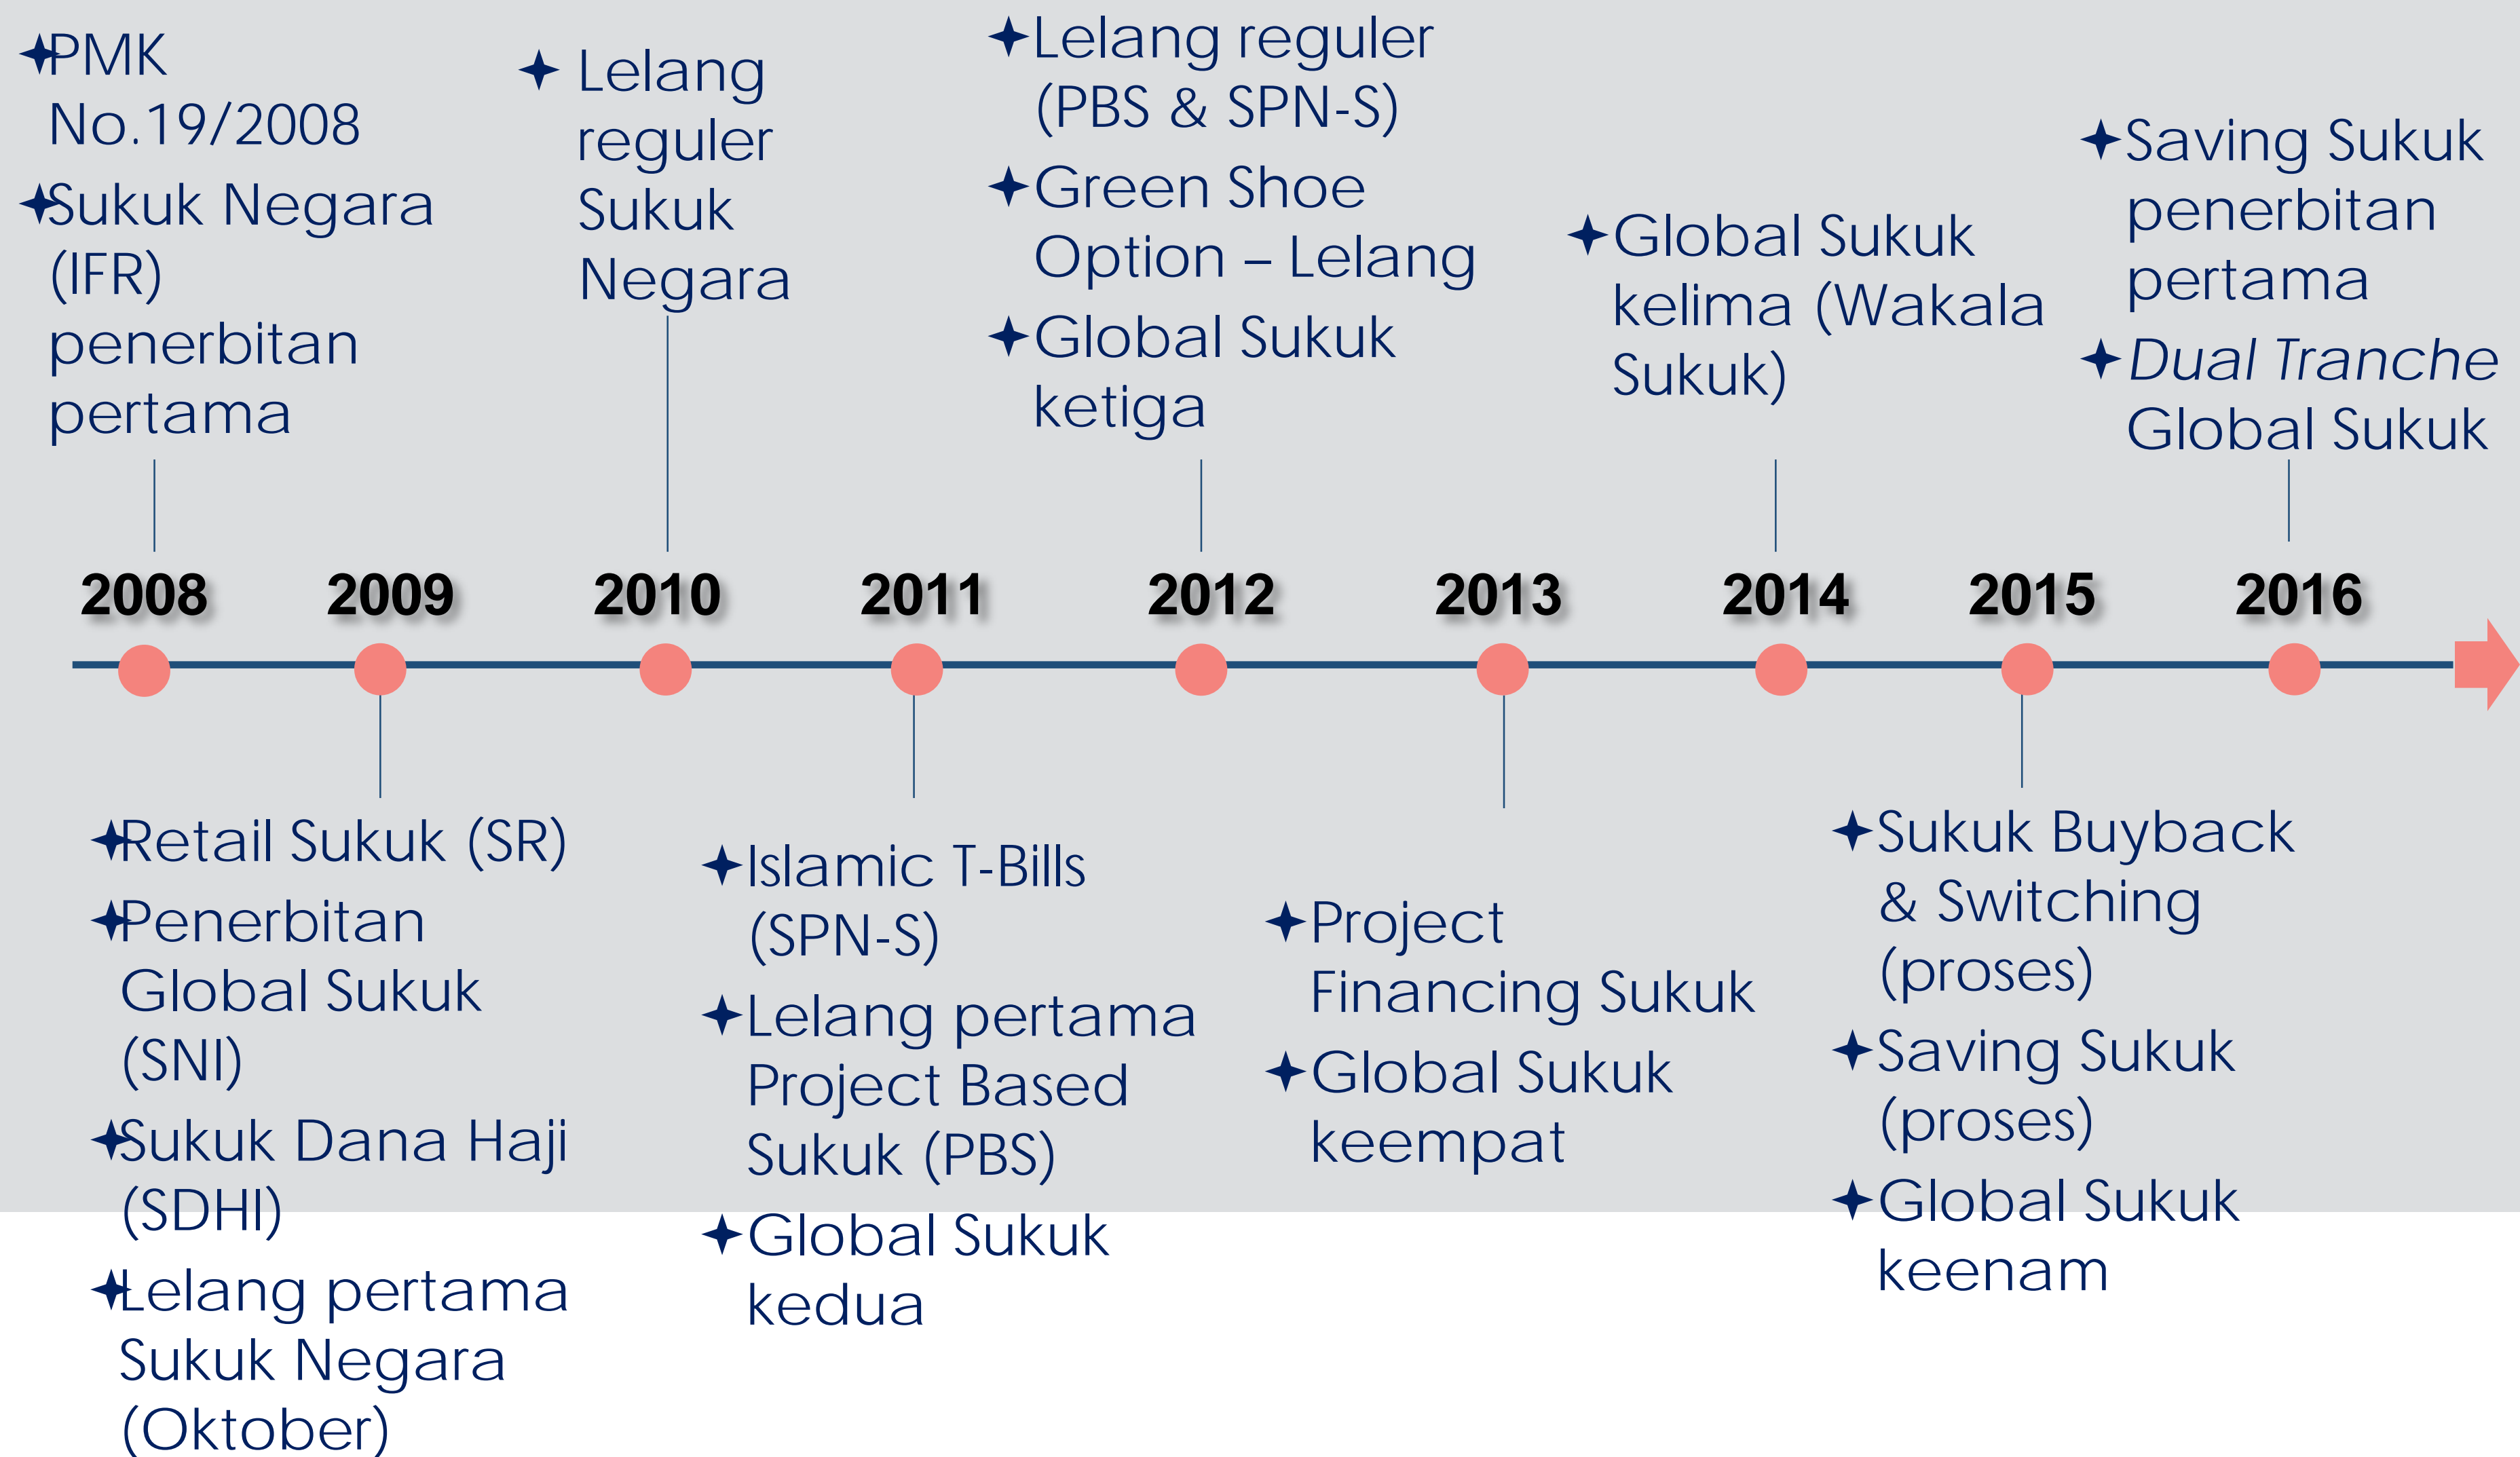 PMK
No.19/2008
Sukuk Negara
(IFR)
penerbitan
pertama
Lelang
reguler
Sukuk
Negara
Lelang reguler
(PBS & SPN-S)
Green Shoe
Option – Lelang
Global Sukuk
ketiga
Global Sukuk
kelima (Wakala
Sukuk)
Saving Sukuk
penerbitan
pertama
Dual Tranche
Global Sukuk
2008
2009
2010
2011
2012
2013
2014
2015
2016
Retail Sukuk (SR)
Penerbitan
Global Sukuk
(SNI)
Sukuk Dana Haji
(SDHI)
Lelang pertama
Sukuk Negara
(Oktober)
Islamic T-Bills
(SPN-S)
Lelang pertama
Project Based
Sukuk (PBS)
Global Sukuk
kedua
Project
Financing Sukuk
Global Sukuk
keempat
Sukuk Buyback
& Switching
(proses)
Saving Sukuk
(proses)
Global Sukuk
keenam